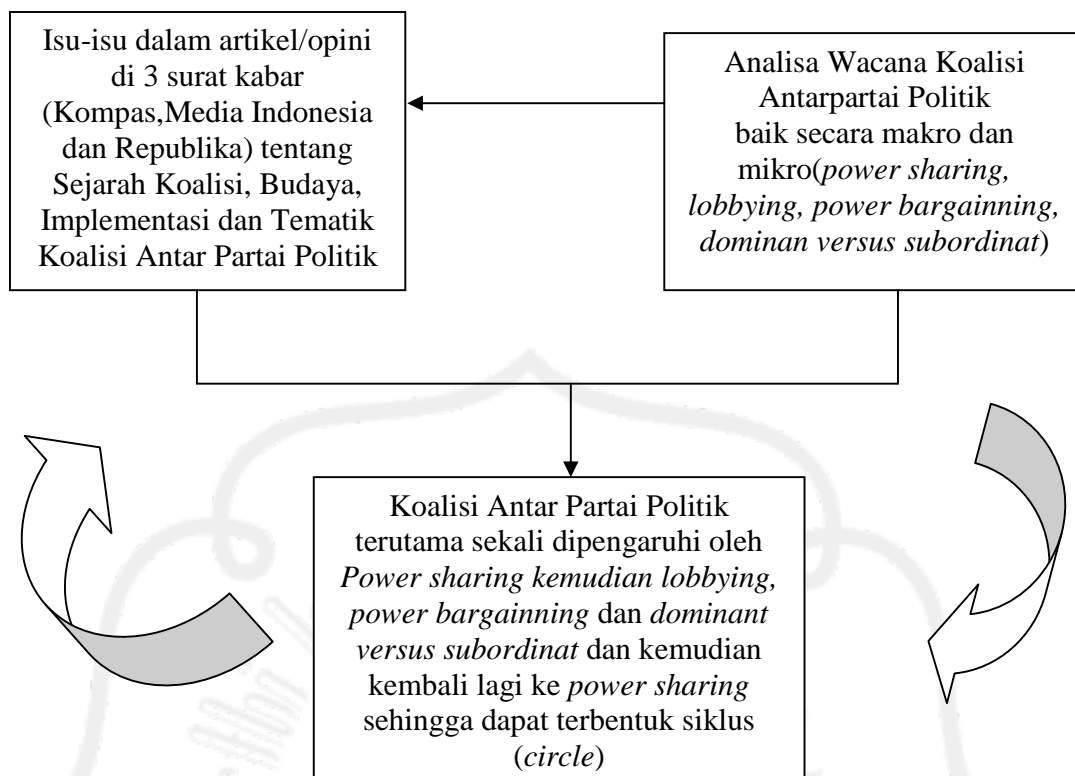 Isu-isu dalam artikel/opini
di 3 surat kabar
(Kompas,Media Indonesia
dan Republika) tentang
Sejarah Koalisi, Budaya,
Implementasi dan Tematik
Koalisi Antar Partai Politik
Analisa Wacana Koalisi
Antarpartai Politik
baik secara makro dan
mikro(power sharing,
lobbying, power bargainning,
dominan versus subordinat)
Koalisi Antar Partai Politik
terutama sekali dipengaruhi oleh
Power sharing kemudian lobbying,
power bargainning dan dominant
versus subordinat dan kemudian
kembali lagi ke power sharing
sehingga dapat terbentuk siklus
(circle)